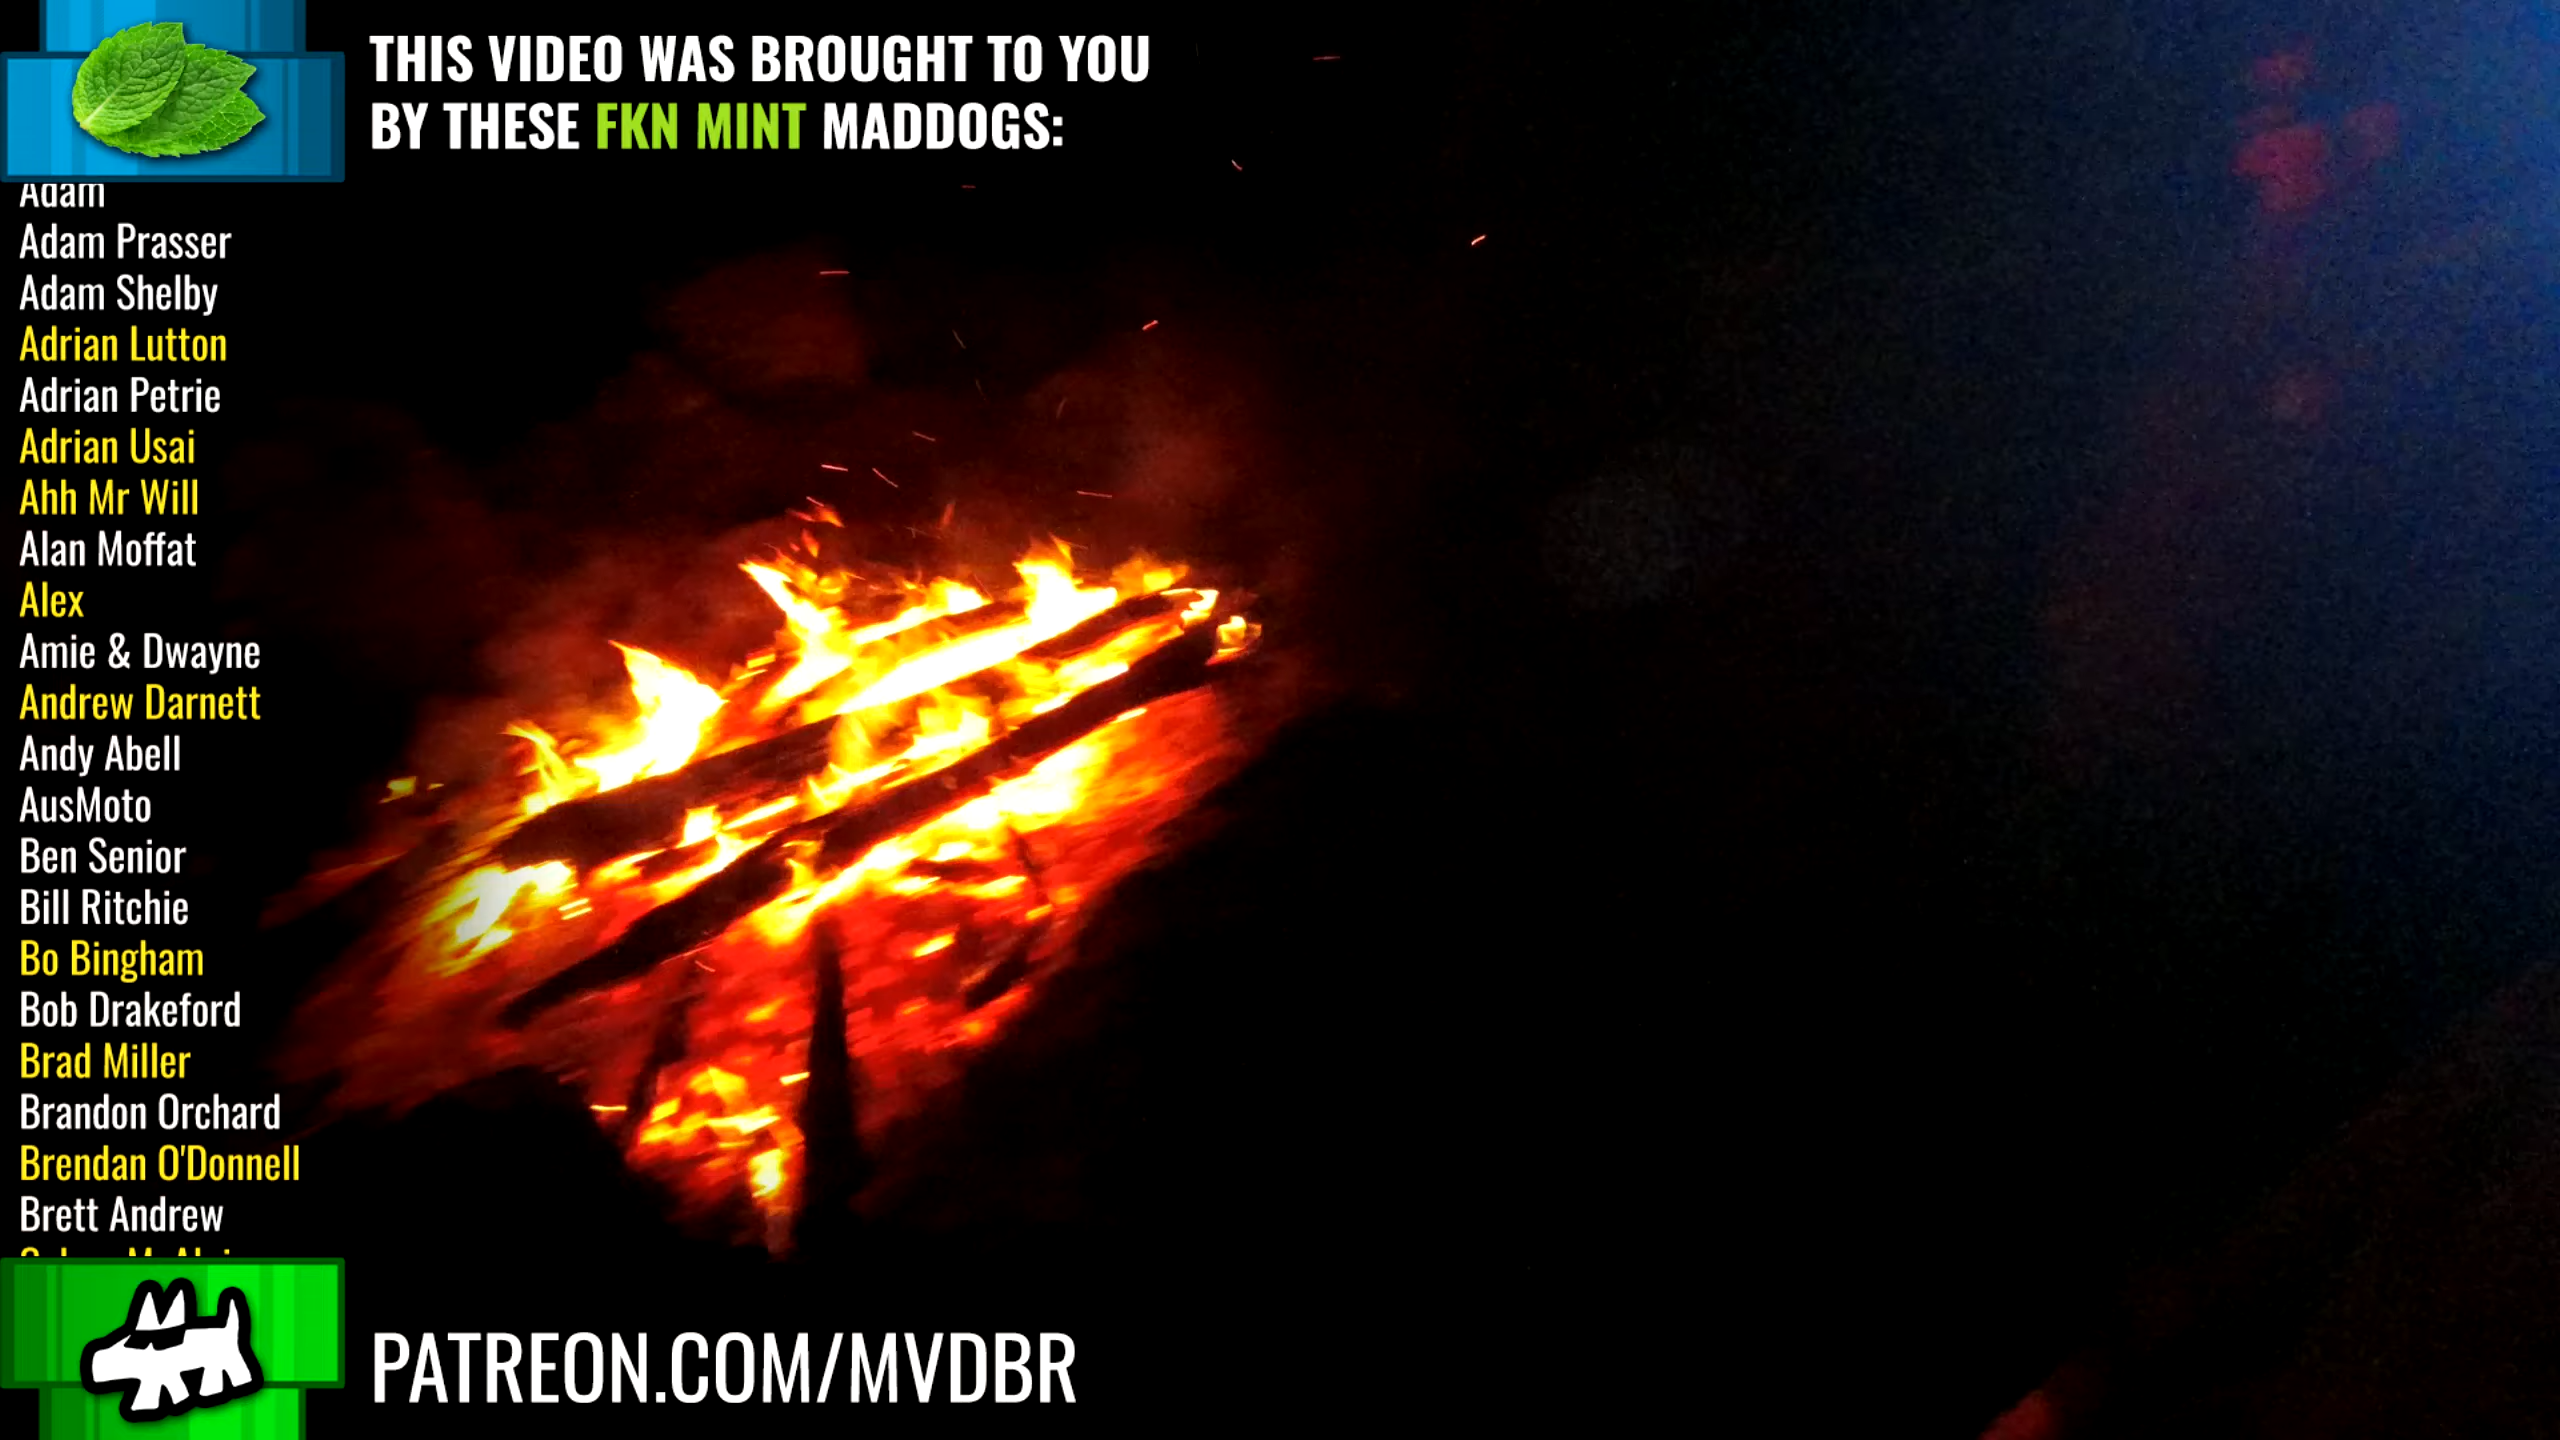 THIS VIDEO WAS BROUGHT TO YOU
BY THESE FKN MINT MADDOGS:
Adam
Adam Prasser
Adam Shelby
Adrian Lutton
Adrian Petrie
Adrian Usai
Ahh Mr Will
Alan Moffat
Alex
Amie & Dwayne
Andrew Darnett
Andy Abell
AusMoto
Ben Senior
Bill Ritchie
Bo Bingham
Bob Drakeford
Brad Miller
Brandon Orchard
Brendan O'Donnell
Brett Andrew
PATREON.COM/MVDBR